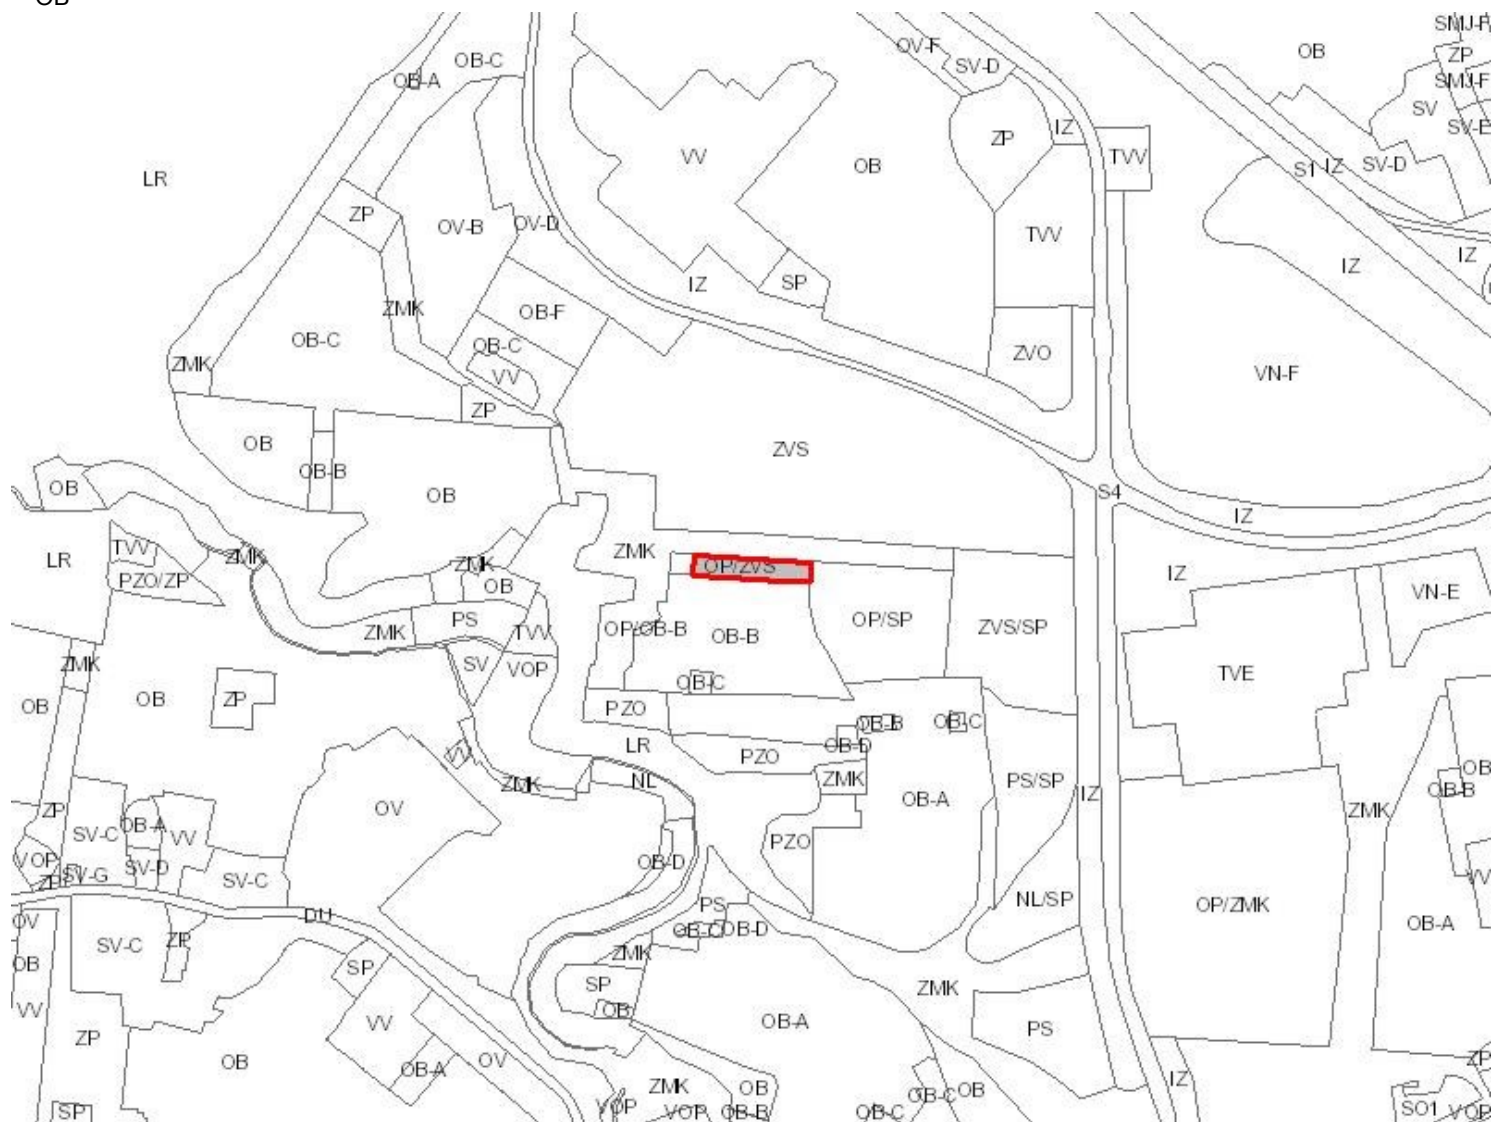 OB
OB-C
OB-A
OV-F
SV-D
OB
SMJ-F
ZP
SMJ-F
SV
SV-E
LR
VV
OB
ZP
IZ
TVV
S1
IZ
SV-D
ZP
OV-B
OV-D
TVV
IZ
IZ
IZ
SP
ZMK
OB-F
OB-C
OB-C
ZVO
ZMK
VV
VN-F
ZP
OB
OB-B
ZVS
OB
OB
S4
IZ
LR
TVV
ZMK
ZMK
ZMK
OP/ZVS
PZO/ZP
OB
IZ
VN-E
PS
ZMK
TVV
OP/OB-B
OB-B
OP/SP
ZVS/SP
ZMK
SV
VOP
OB-C
TVE
OB
OB
ZP
PZO
OB-B
OB-C
LR
OB-D
PZO
VV
ZMK
NL
ZMK
PS/SP
OB
OB-B
OV
OB-A
IZ
ZMK
ZP
SV-C
OB-A
VV
PZO
VOP
SV-G
SV-D
SV-C
OB-D
ZP
VV
NL/SP
OP/ZMK
PS
OV
DU
OB-C
OB-D
OB-A
SV-C
ZP
ZMK
OB
SP
SP
ZMK
VV
OB
VV
OB-A
PS
ZP
OB
OB-A
OV
ZP
ZMK
OB
OB-C
OB
IZ
SP
VOP
VOP
OB-B
OB-C
SO1
VOP